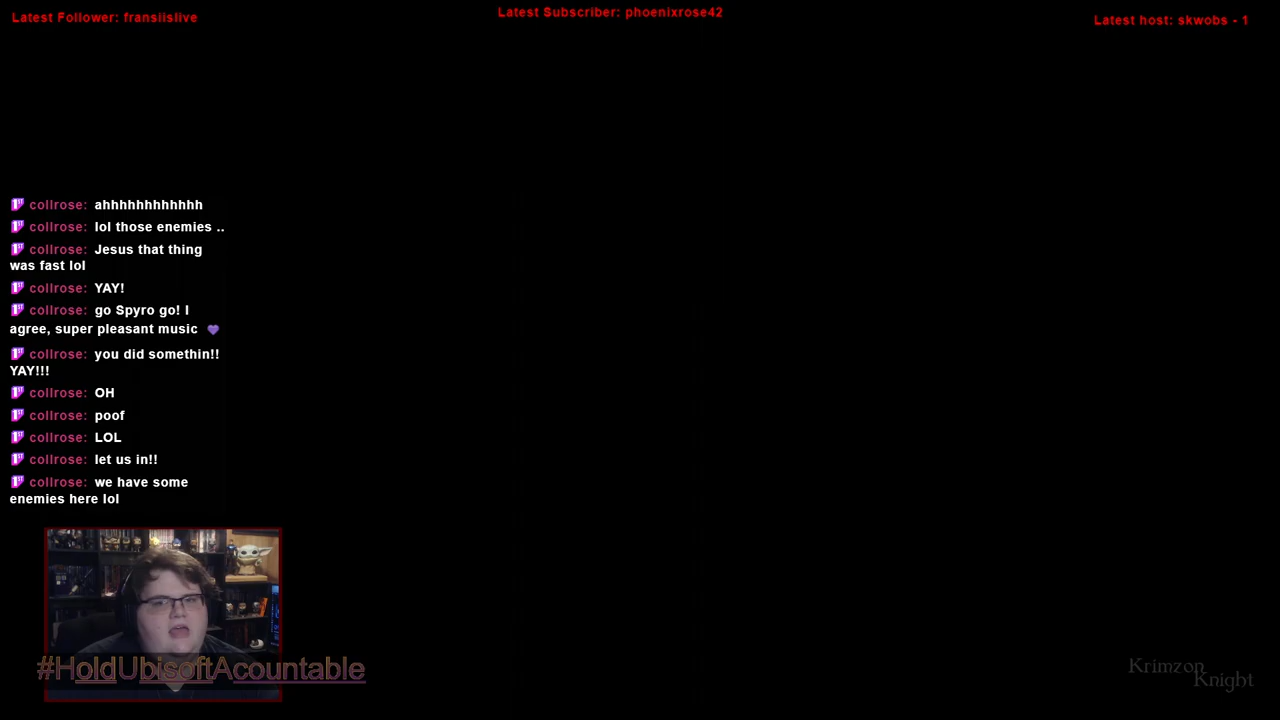 Latest Follower: fransiislive
Latest Subscriber: phoenixrose42
Latest host: skwobs - 1
collrose: ahhhhhhhhhhhh
collrose: lol those enemies ..
collrose: Jesus that thing
was fast lol
collrose: YAY!
collrose: go Spyro go! I
agree, super pleasant music
collrose: you did somethin!!
YAY!!!
collrose: OH
collrose: poof
collrose: LOL
collrose: let us in!!
collrose: we have some
enemies here lol
#HoldUbisoftAcountable
Krimzon
Knight